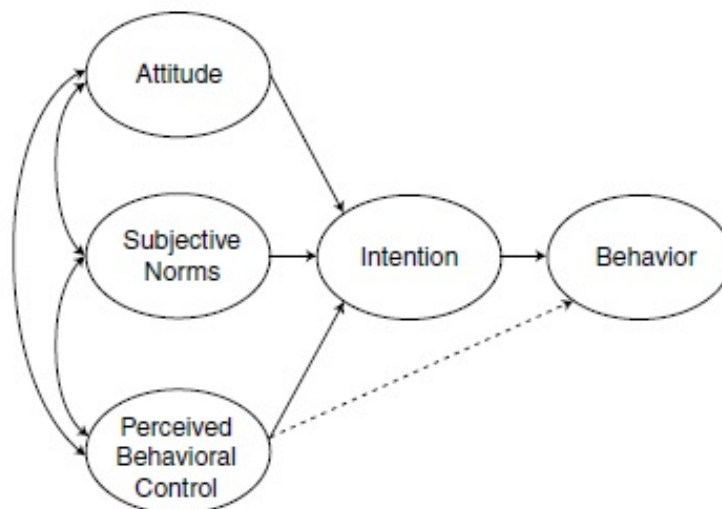 Attitude
Subjective
Norms
Intention
Behavior
Perceived
Behavioral
Control